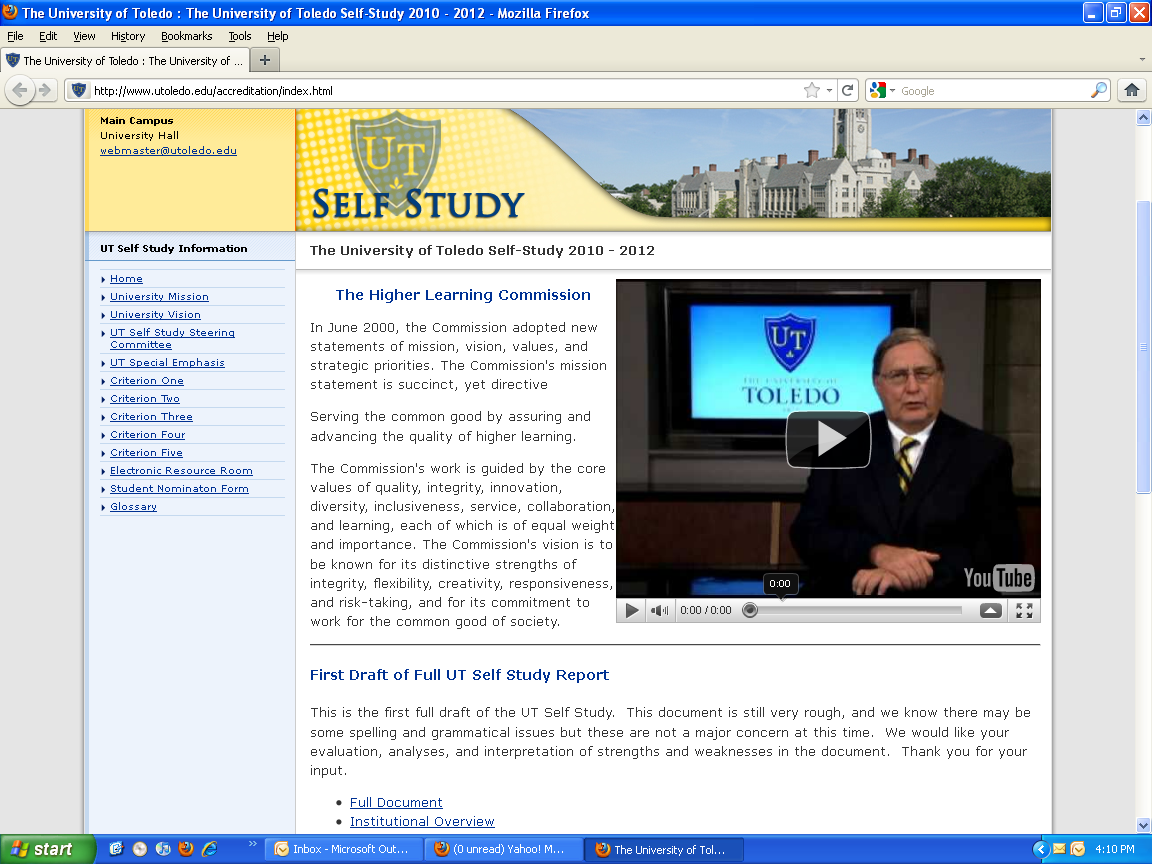 The University of Toledo : The University of Toledo Self-Study 2010 - 2012 - Mozilla Firefox
File Edit View History Bookmarks Tools Help
The University of Toledo : The University of ...
http://www.utoledo.edu/accreditation/index.html
Google
Main Campus
University Hall
webmaster@utoledo.edu
UT
SELF STUDY
UT Self Study Information
Home
University Mission
University Vision
UT Self Study Steering
Committee
UT Special Emphasis
Criterion One
Criterion Two
Criterion Three
Criterion Four
Criterion Five
Electronic Resource Room
Student Nominaton Form
Glossary
The University of Toledo Self-Study 2010 - 2012
The Higher Learning Commission
In June 2000, the Commission adopted new
statements of mission, vision, values, and
strategic priorities. The Commission's mission
statement is succinct, yet directive
Serving the common good by assuring and
advancing the quality of higher learning.
The Commission's work is guided by the core
values of quality, integrity, innovation,
diversity, inclusiveness, service, collaboration,
and learning, each of which is of equal weight
and importance. The Commission's vision is to
be known for its distinctive strengths of
integrity, flexibility, creativity, responsiveness,
and risk-taking, and for its commitment to
work for the common good of society.
UT
THE UNIVERSITY OF
TOLEDO
YouTube
0:00
0:00 / 0:00
First Draft of Full UT Self Study Report
This is the first full draft of the UT Self Study.  This document is still very rough, and we know there may be
some spelling and grammatical issues but these are not a major concern at this time.  We would like your
evaluation, analyses, and interpretation of strengths and weaknesses in the document.  Thank you for your
input.
Full Document
Institutional Overview
start
Inbox - Microsoft Out...
(0 unread) Yahoo! M...
The University of Tol...
4:10 PM